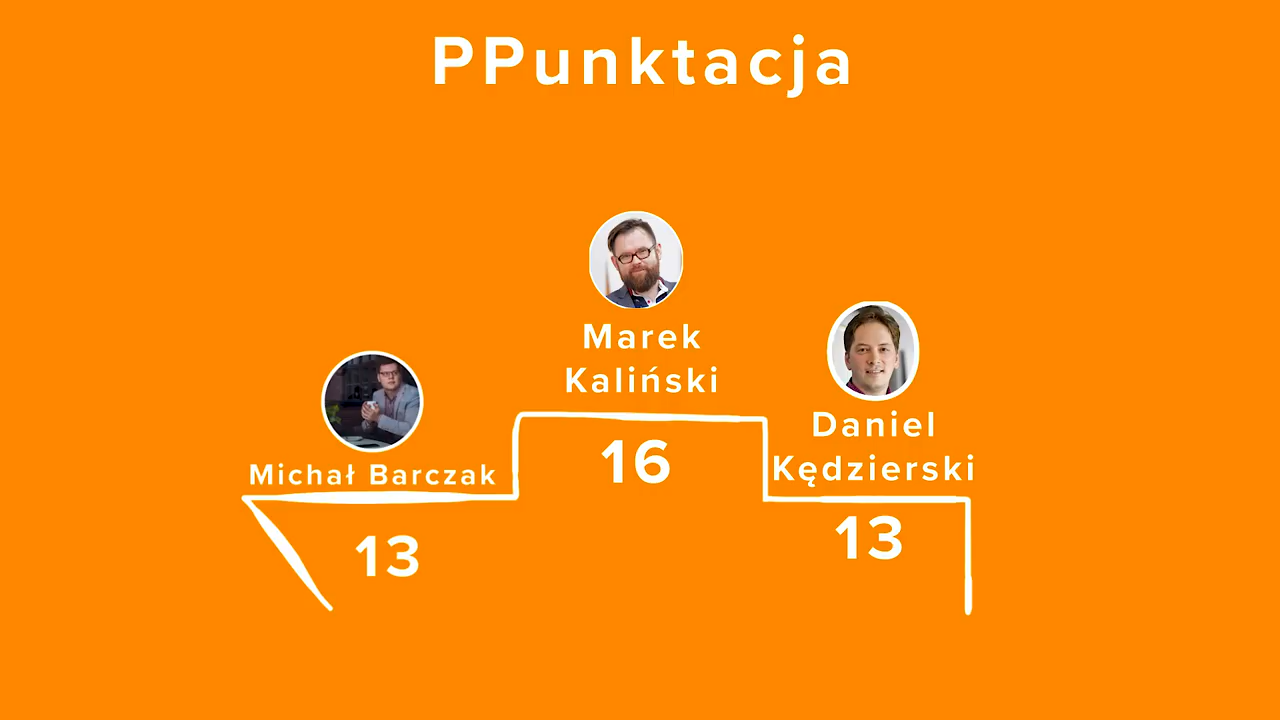 PPunktacja
Marek
Kaliński
16
Michał Barczak
13
Daniel
Kędzierski
13